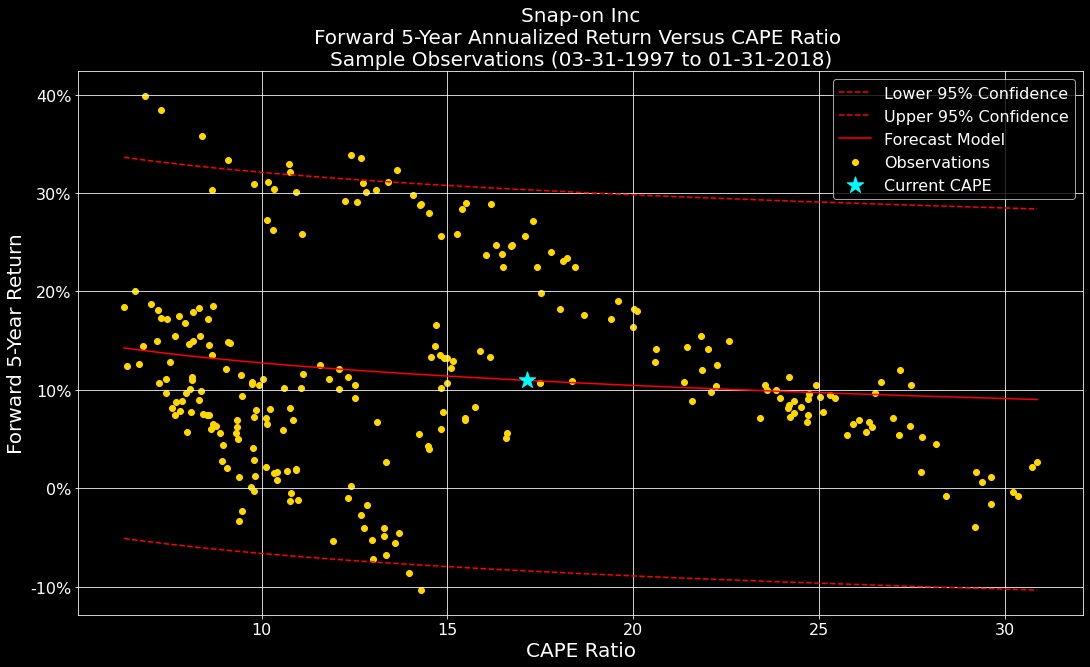 Snap-on Inc
Forward 5-Year Annualized Return Versus CAPE Ratio
Sample Observations (03-31-1997 to 01-31-2018)
Lower 95% Confidence
Upper 95% Confidence
Forecast Model
Observations
Current CAPE
Forward 5-Year Return
40%
30%
20%
10%
0%
-10%
10
15
20
25
30
CAPE Ratio